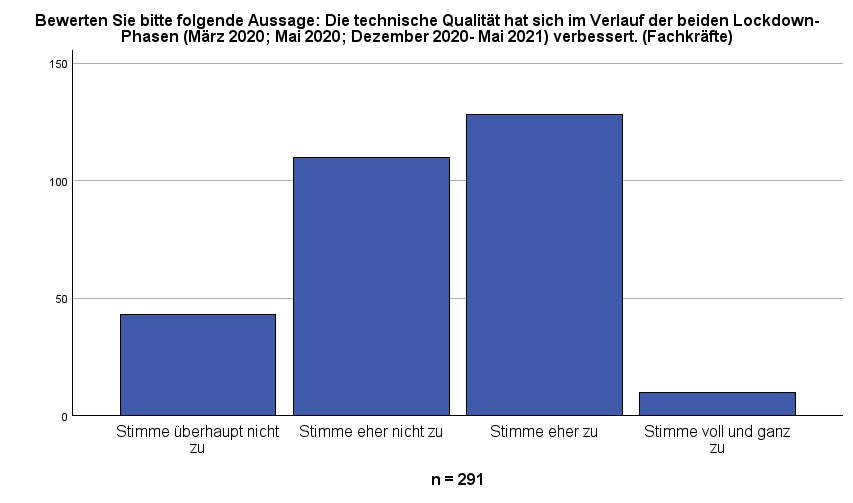 Bewerten Sie bitte folgende Aussage: Die technische Qualität hat sich im Verlauf der beiden Lockdown-
Phasen (März 2020; Mai 2020; Dezember 2020- Mai 2021) verbessert. (Fachkräfte)
150
100
50
0
Stimme überhaupt nicht zu
Stimme eher nicht zu
Stimme eher zu
Stimme voll und ganz zu
n = 291